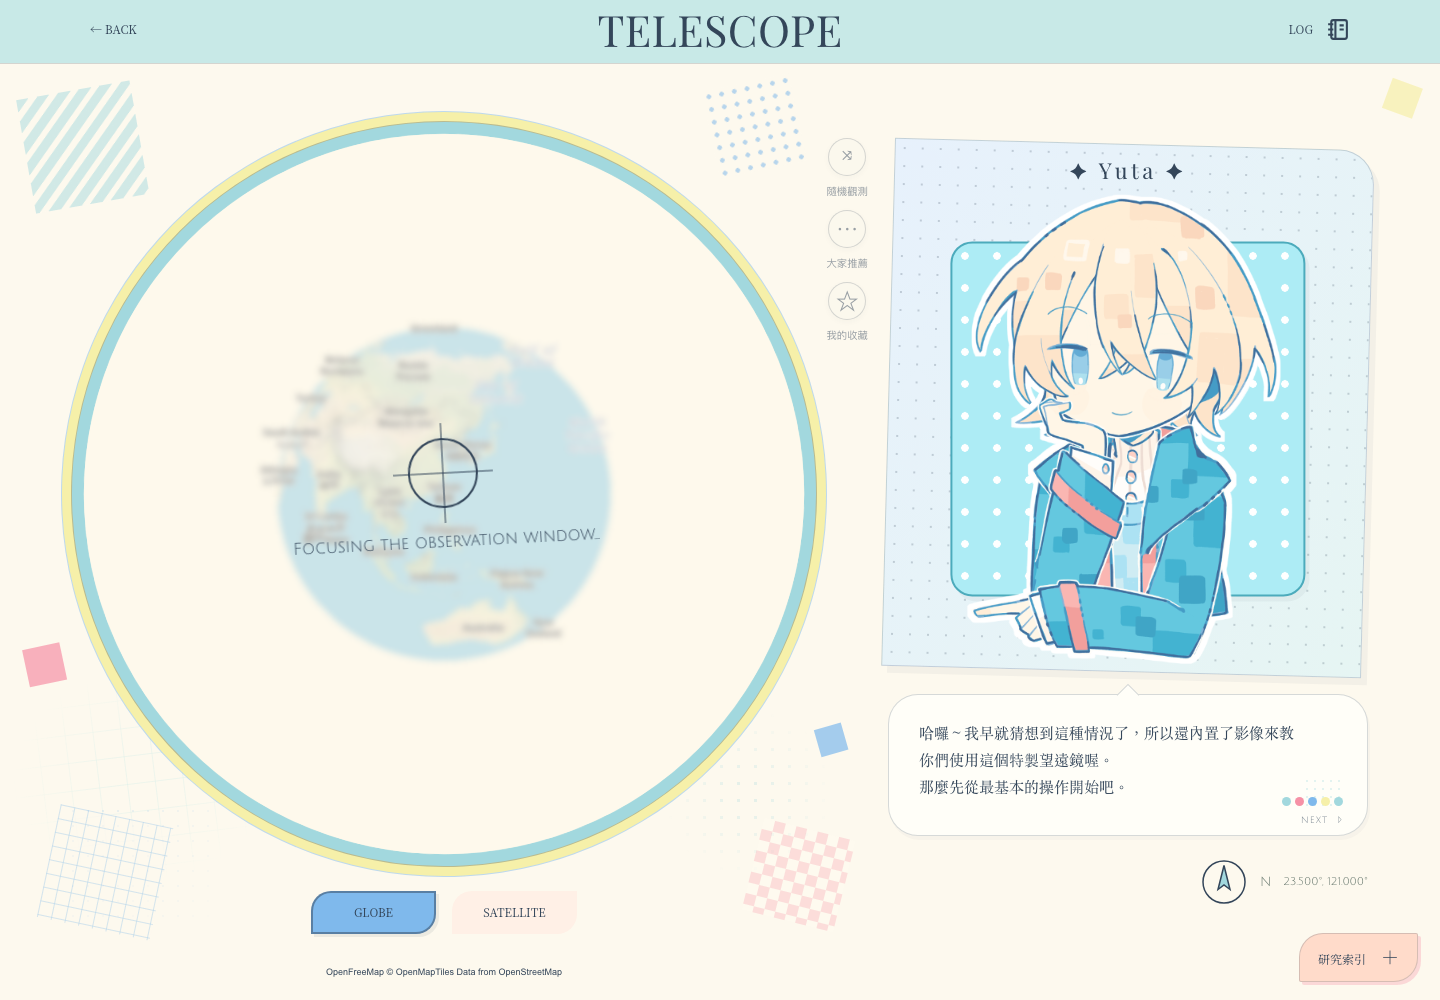 ← BACK
TELESCOPE
LOG
隨機觀測
大家推薦
我的收藏
Yuta
FOCUSING THE OBSERVATION WINDOW...
哈囉～我早就猜想到這種情況了，所以還內置了影像來教
你們使用這個特製望遠鏡喔。
那麼先從最基本的操作開始吧。
NEXT
N 23.500°, 121.000°
GLOBE
SATELLITE
研究索引
OpenFreeMap © OpenMapTiles Data from OpenStreetMap